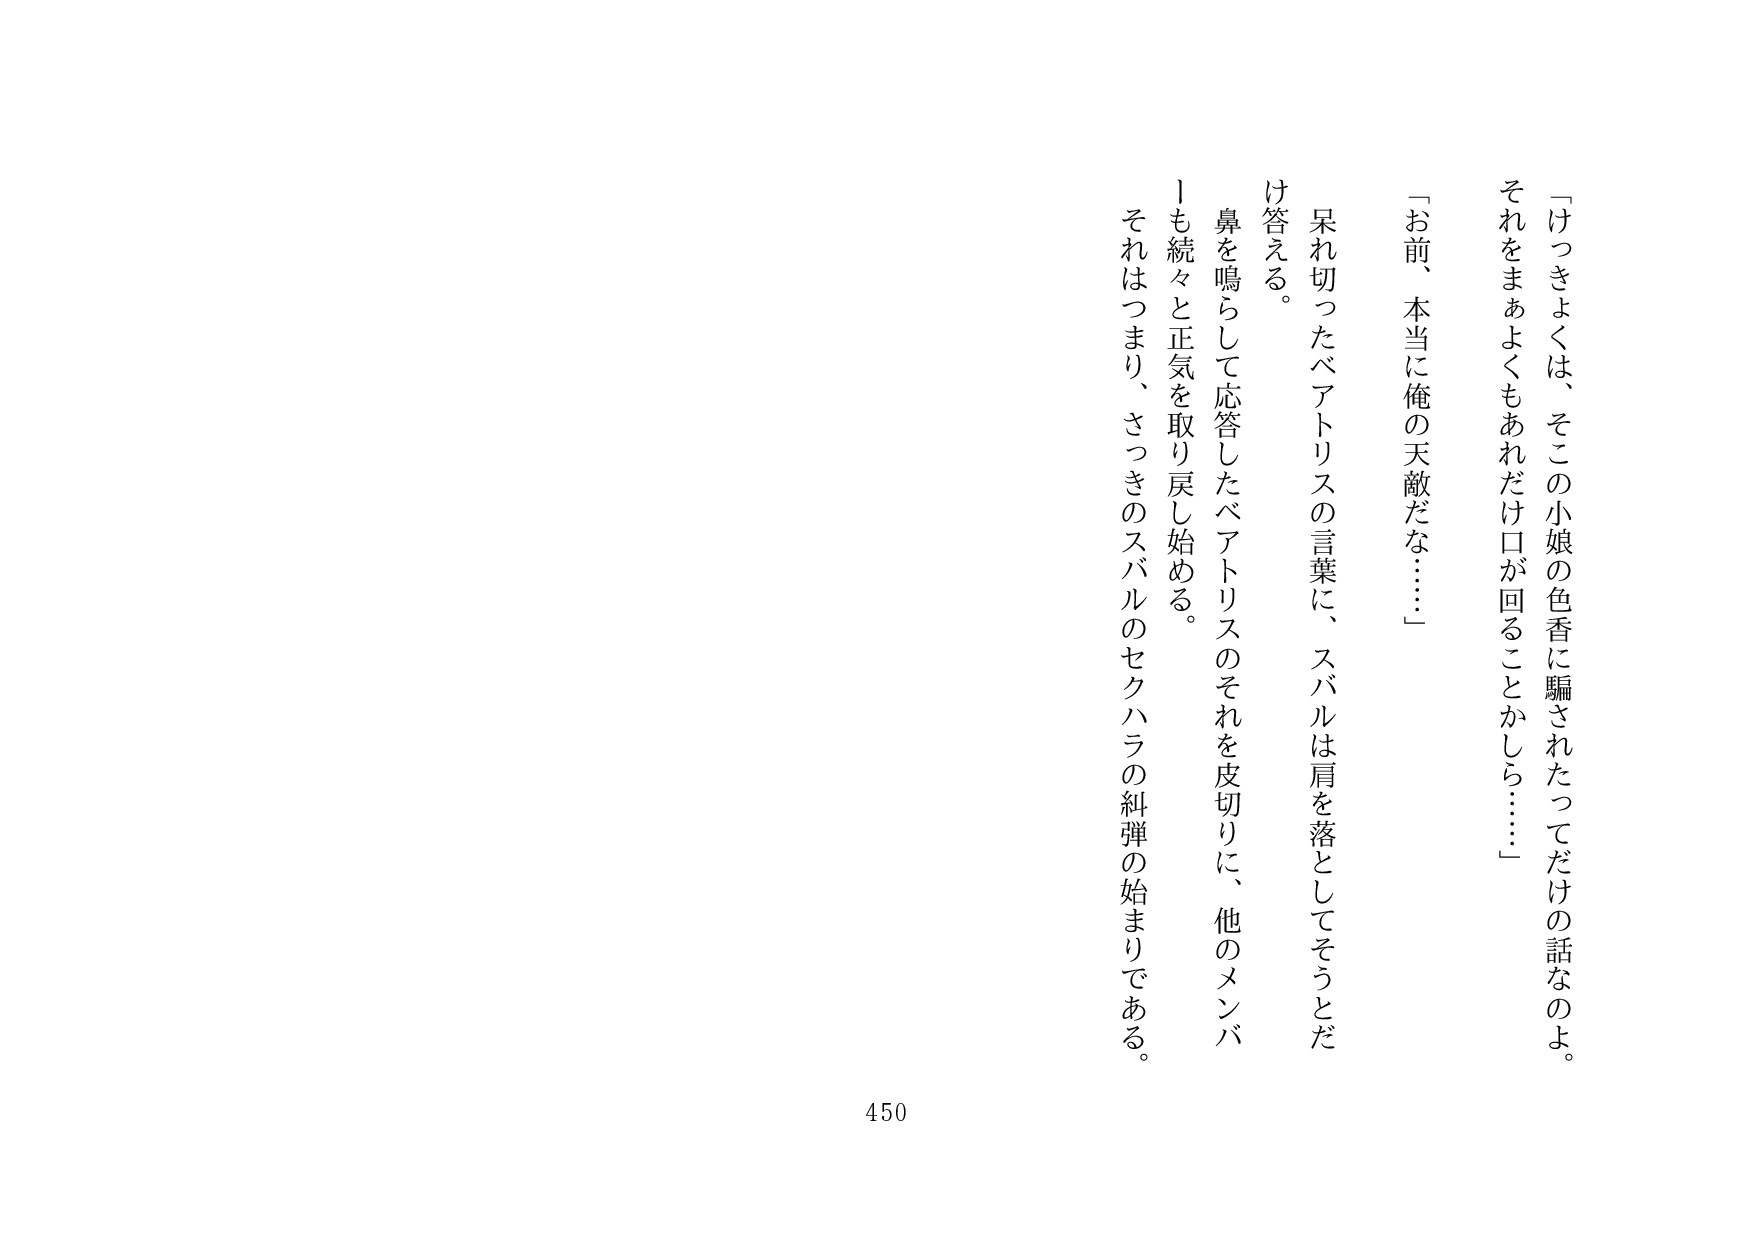 「けっきょくは、そこの小娘の色香に騙されたってだけの話なのよ。
それをまぁよくもあれだけ口が回ることかしら……」
「お前、本当に俺の天敵だな……」
　呆れ切ったベアトリスの言葉に、スバルは肩を落としてそうとだ
け答える。
　鼻を鳴らして応答したベアトリスのそれを皮切りに、他のメンバ
ーも続々と正気を取り戻し始める。
　それはつまり、さっきのスバルのセクハラの糾弾の始まりである。
450